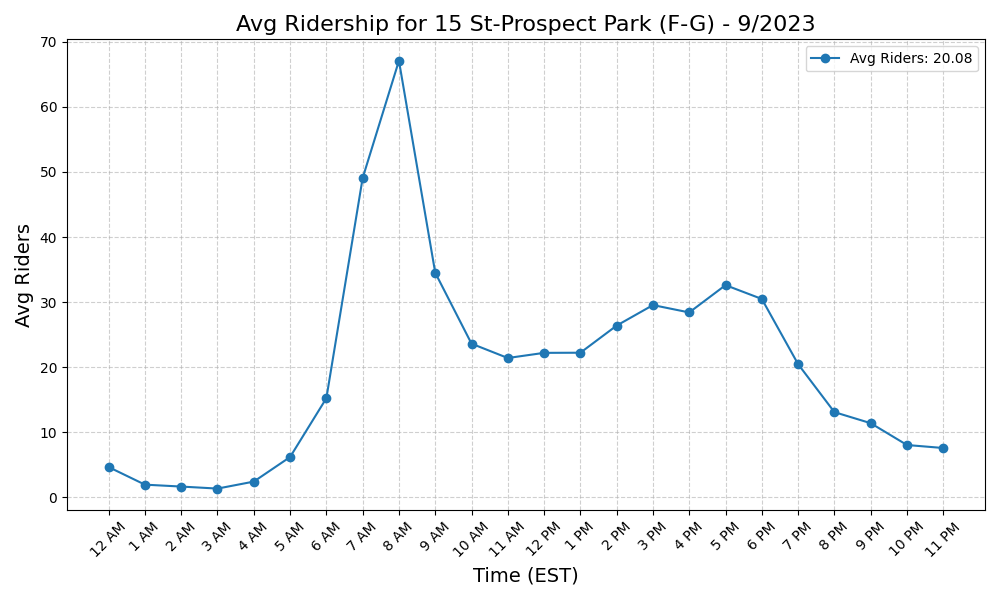 Avg Ridership for 15 St-Prospect Park (F-G) - 9/2023
Avg Riders: 20.08
Avg Riders
70
60
50
40
30
20
10
0
12 AM
1 AM
2 AM
3 AM
4 AM
5 AM
6 AM
7 AM
8 AM
9 AM
10 AM
11 AM
12 PM
1 PM
2 PM
3 PM
4 PM
5 PM
6 PM
7 PM
8 PM
9 PM
10 PM
11 PM
Time (EST)